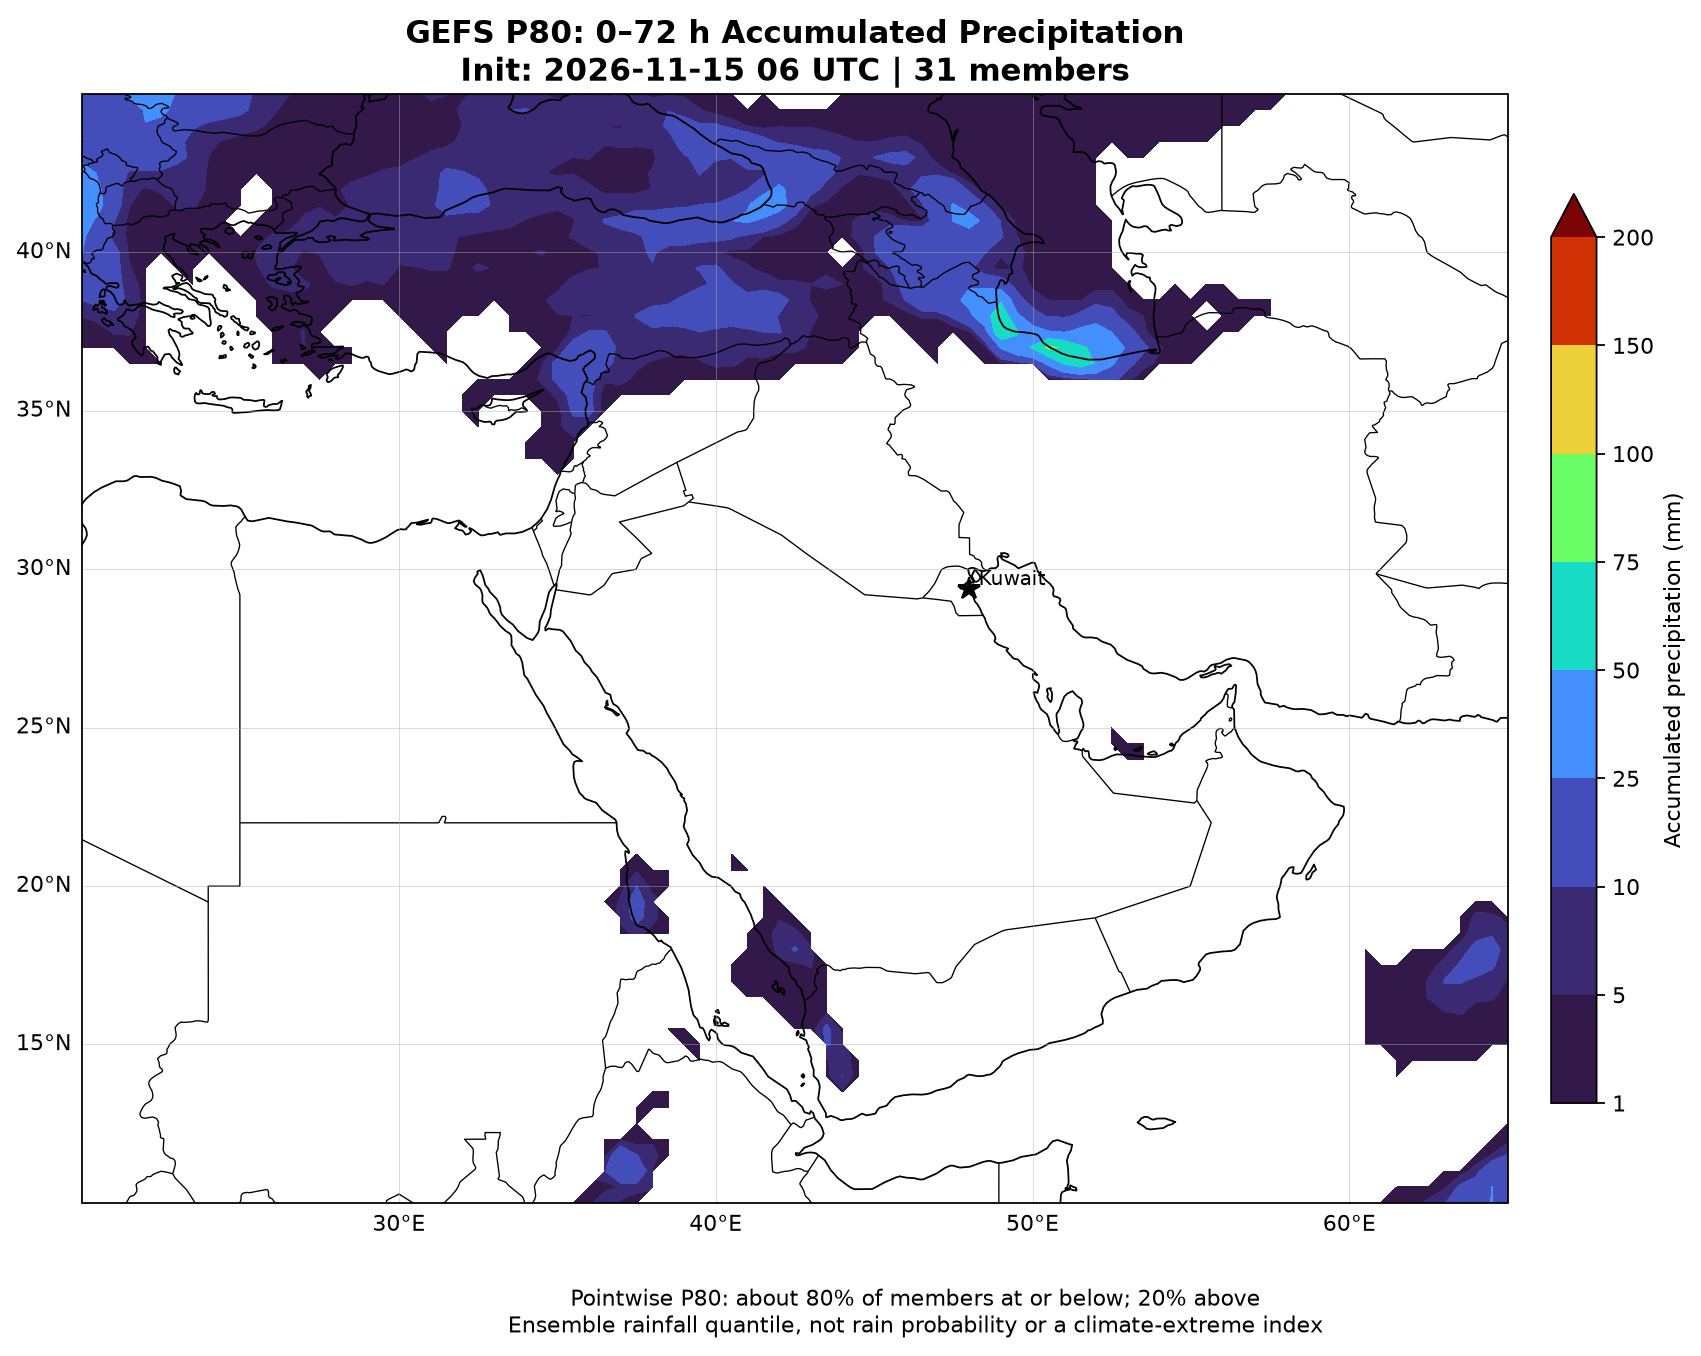 GEFS P80: 0–72 h Accumulated Precipitation
Init: 2026-11-15 06 UTC | 31 members
40°N
35°N
30°N
25°N
20°N
15°N
30°E
40°E
50°E
60°E
Kuwait
200
150
100
75
50
25
10
5
1
Accumulated precipitation (mm)
Pointwise P80: about 80% of members at or below; 20% above
Ensemble rainfall quantile, not rain probability or a climate-extreme index